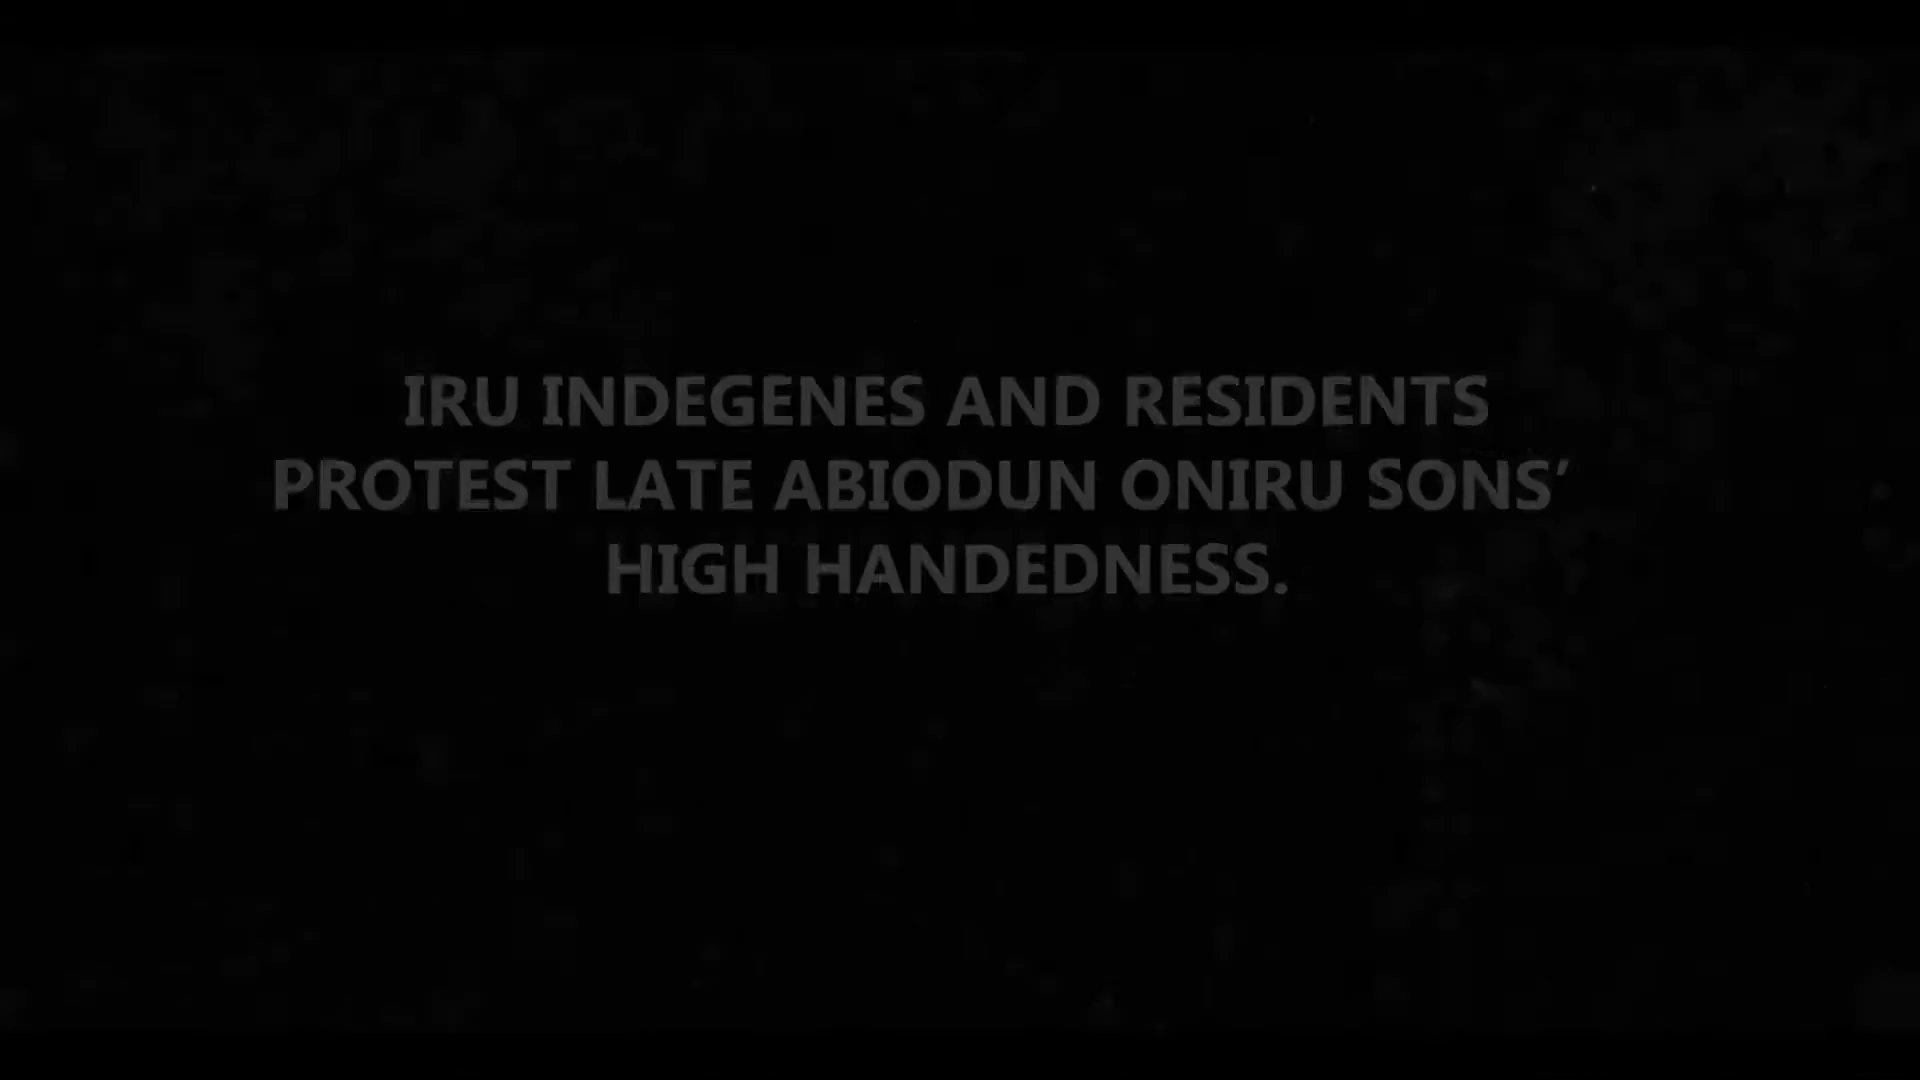 IRU INDEGENES AND RESIDENTS
PROTEST LATE ABIODUN ONIRU SONS’
HIGH HANDEDNESS.